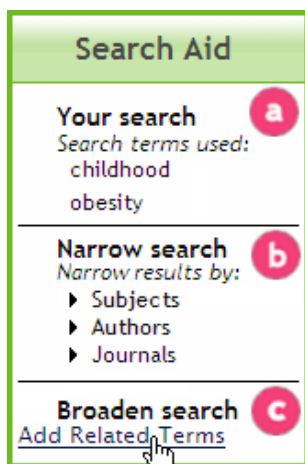 Search Aid
Your search a
Search terms used:
childhood
obesity
Narrow search b
Narrow results by:
Subjects
Authors
Journals
Broaden search c
Add Related Terms